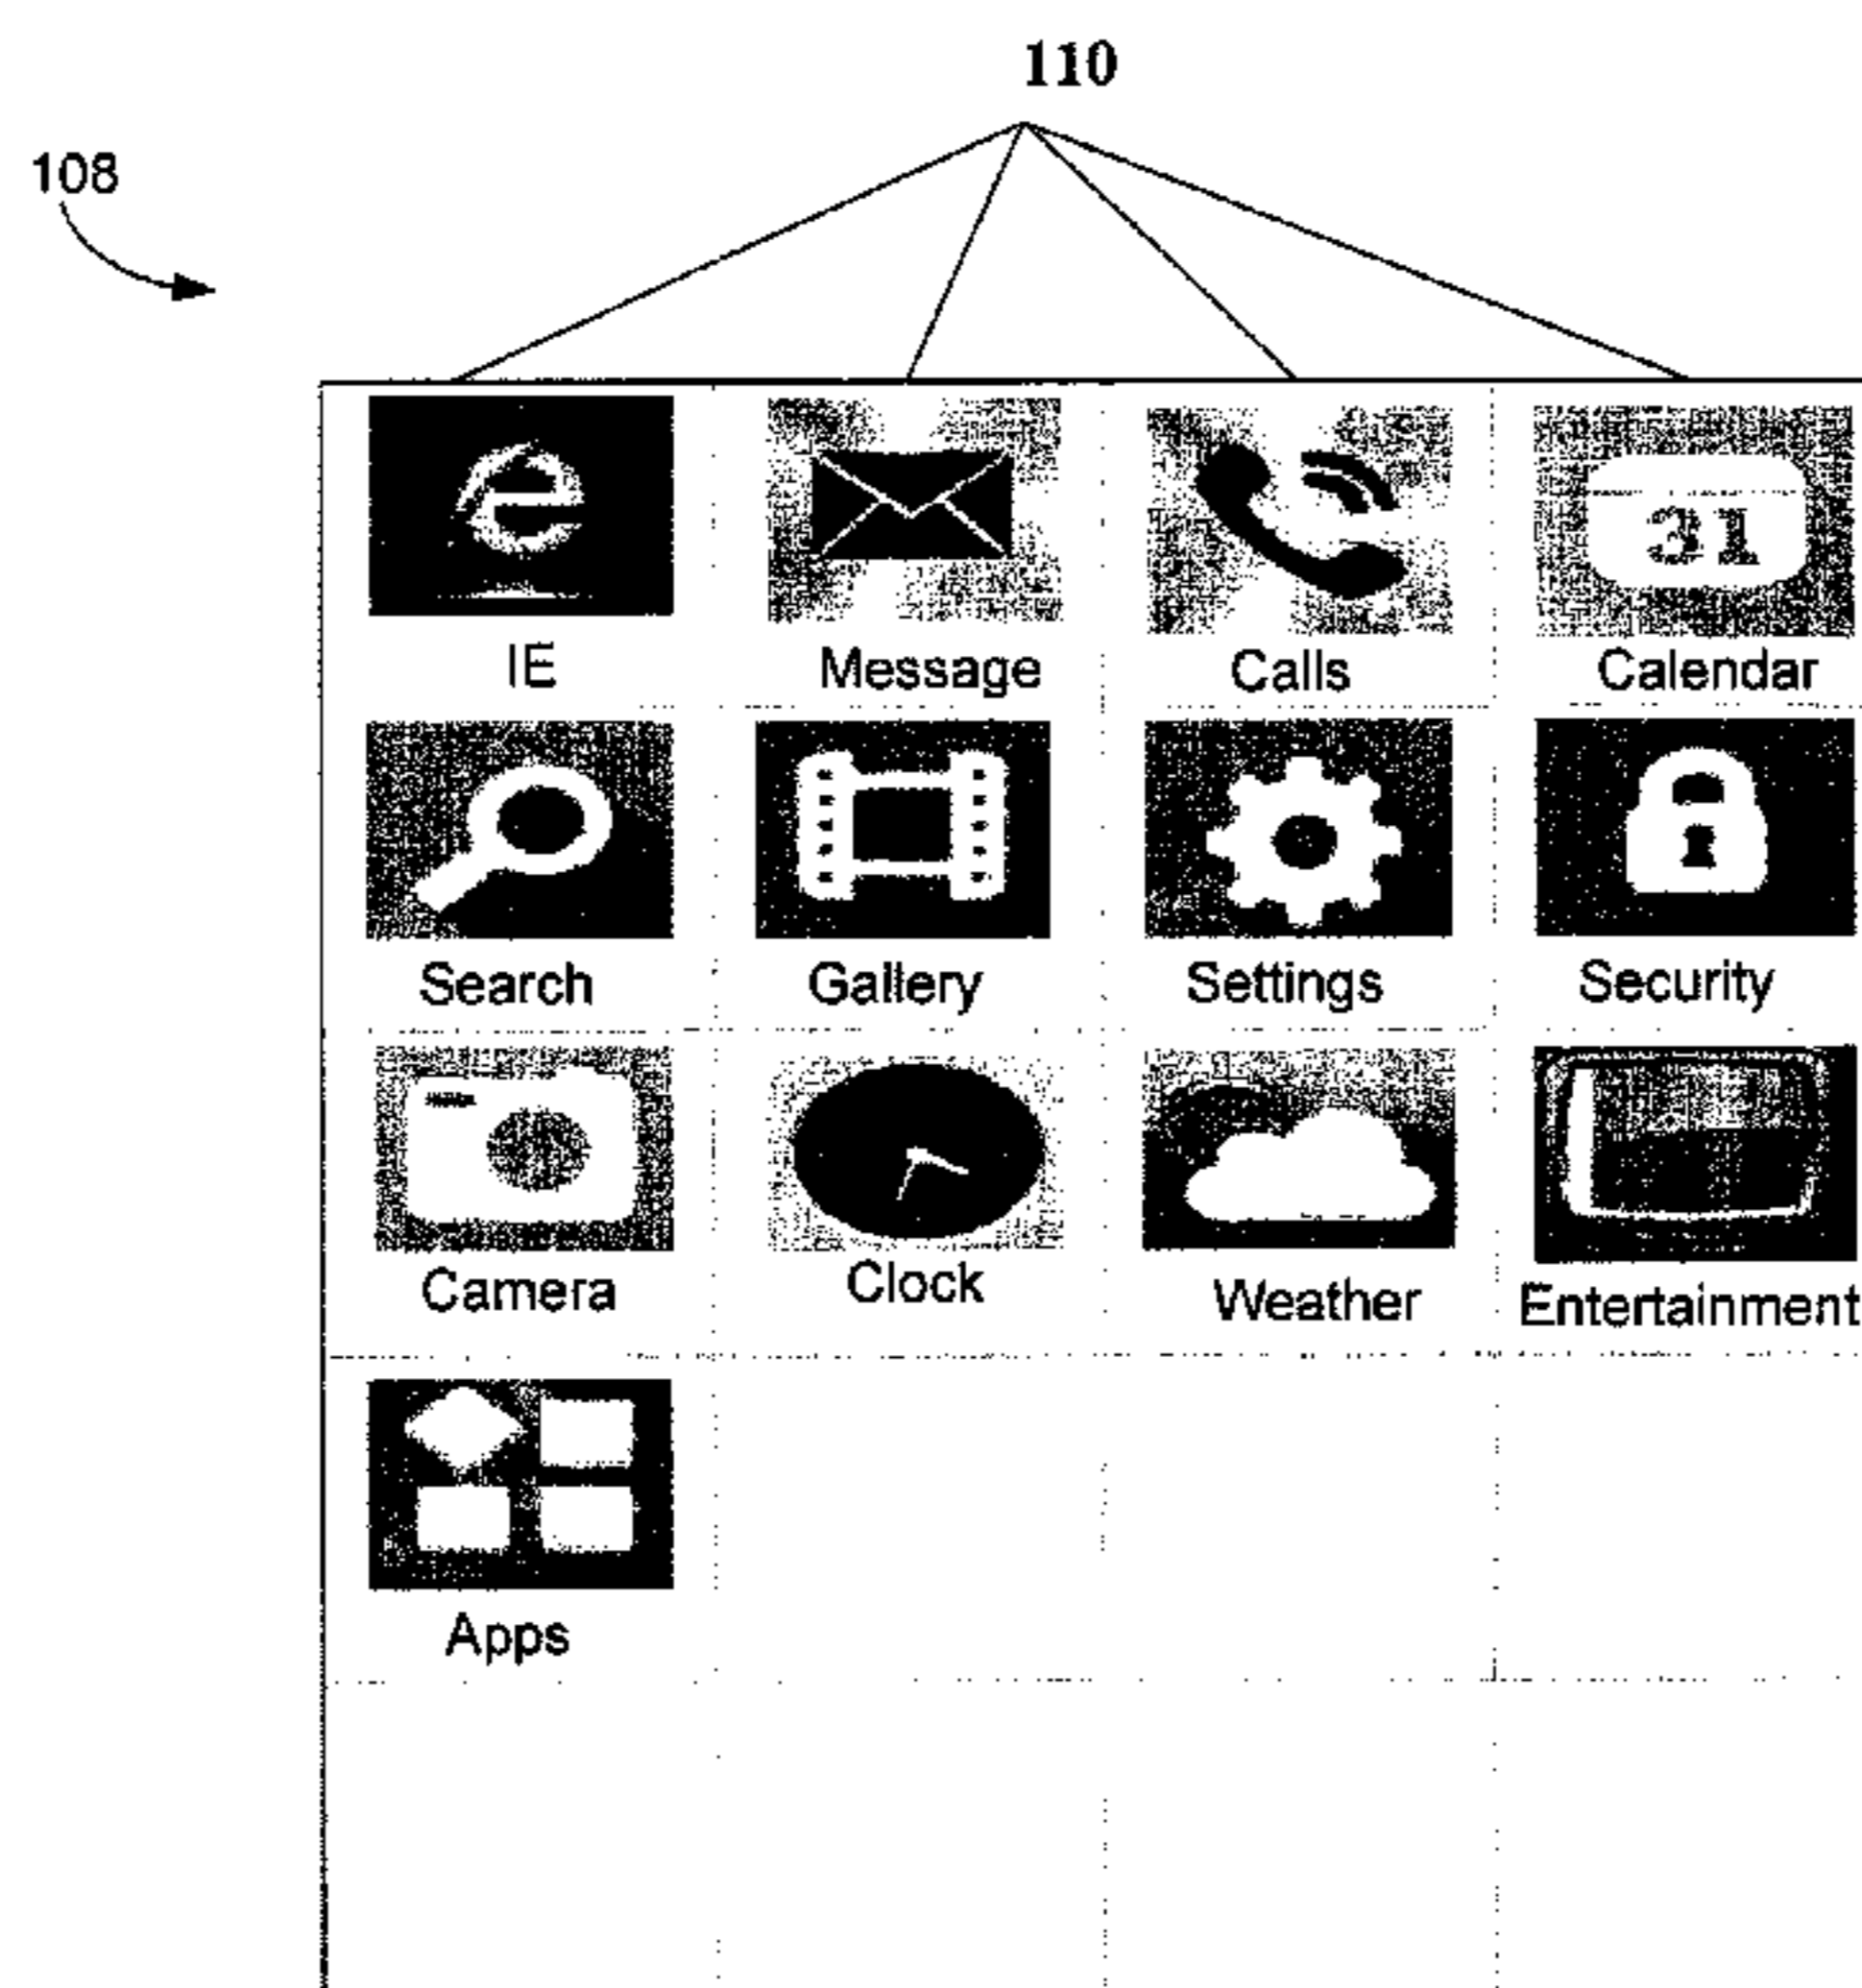 110
108
IE Message Calls Calendar
31
Search Gallery Settings Security
Camera Clock Weather Entertainment
Apps